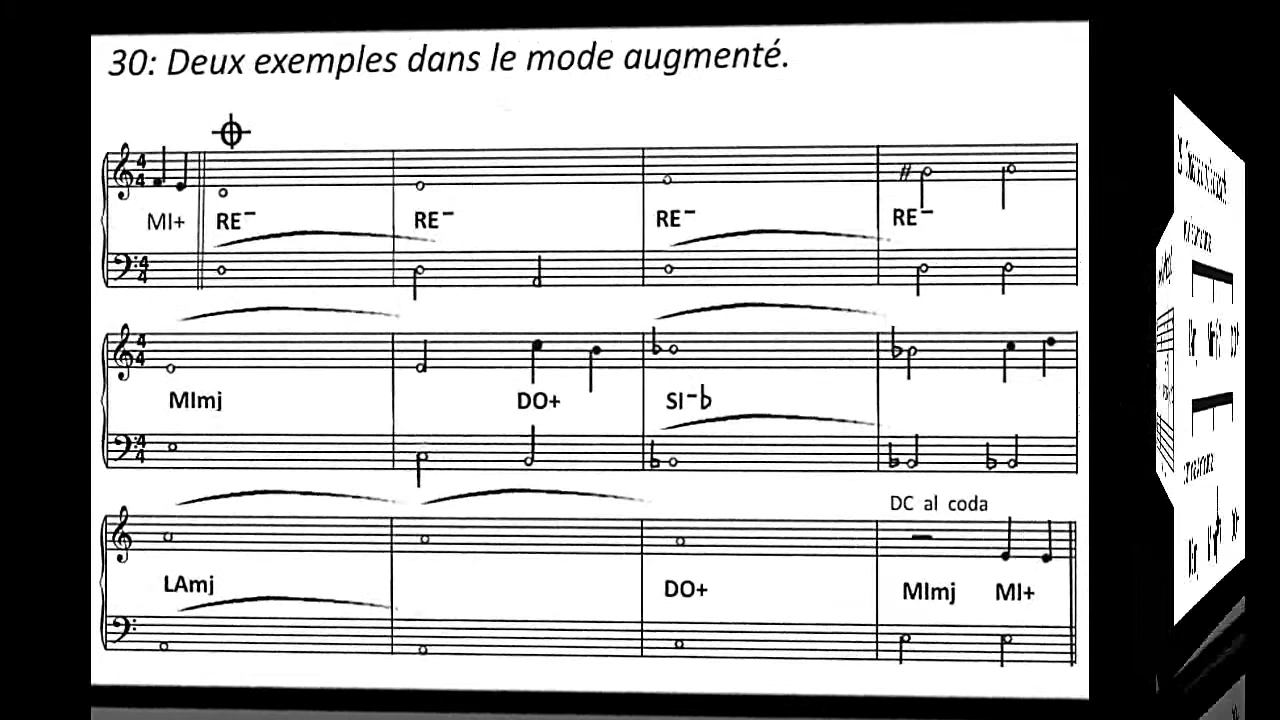 30: Deux exemples dans le mode augmenté.
MI+ RE− RE− RE− RE−
MImj DO+ SI−b
DC al coda
LAmj DO+ MImj MI+